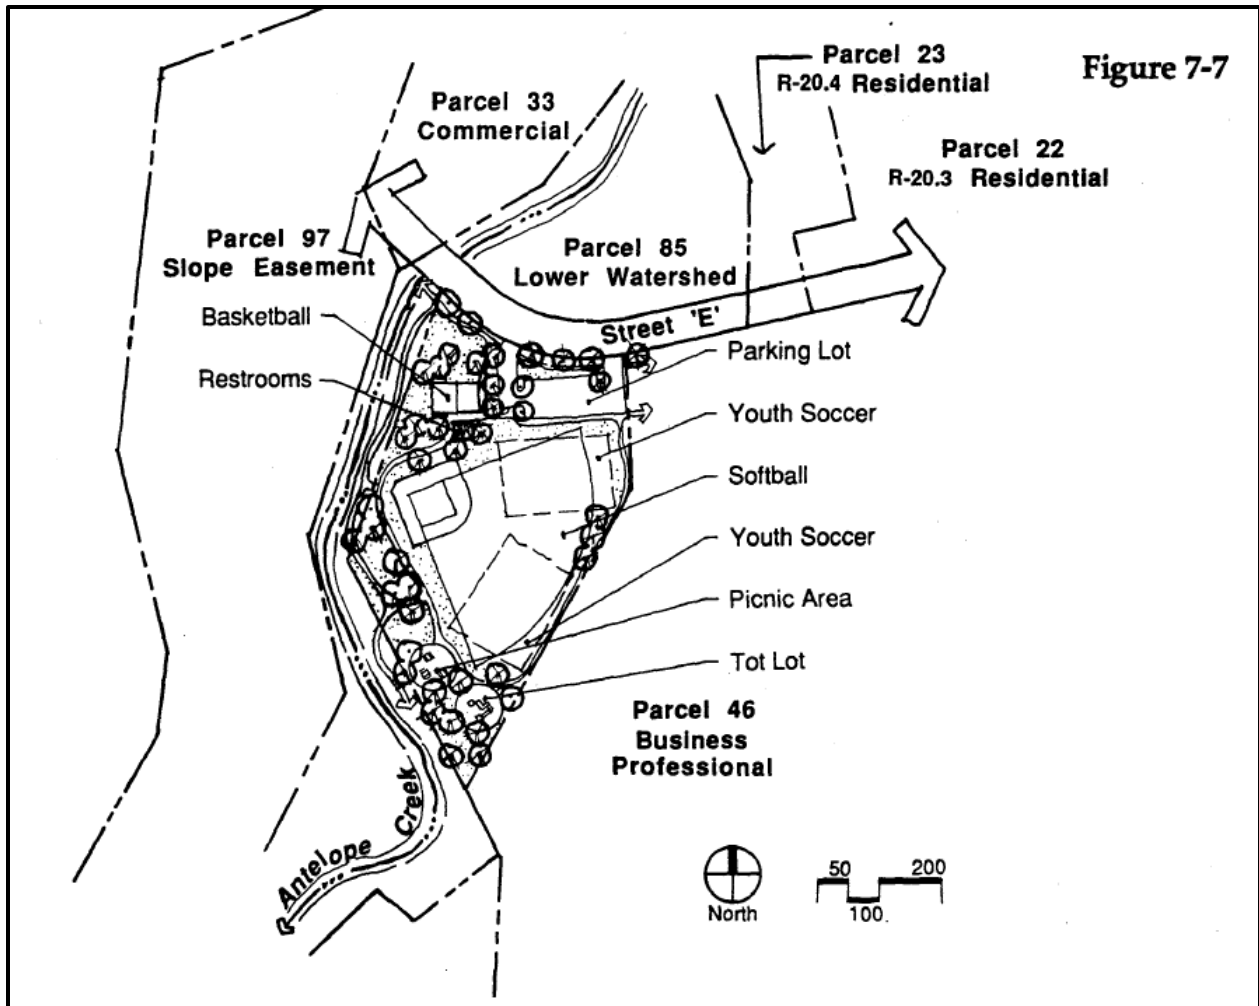 Figure 7-7
Parcel 23
R-20.4 Residential
Parcel 33
Commercial
Parcel 22
R-20.3 Residential
Parcel 97
Slope Easement
Parcel 85
Lower Watershed
Street 'E'
Basketball
Restrooms
Parking Lot
Youth Soccer
Softball
Youth Soccer
Picnic Area
Tot Lot
Parcel 46
Business
Professional
Antelope Creek
North
50 200
100.